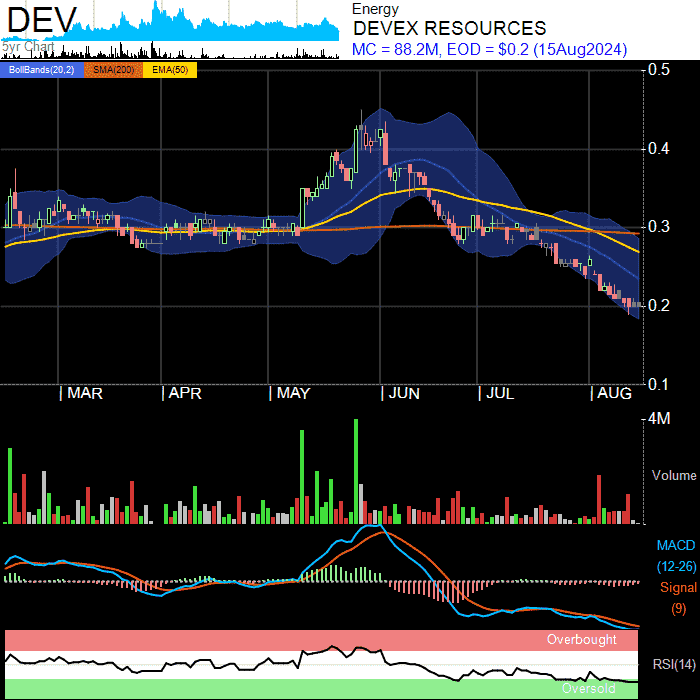 DEV
5yr Chart
Energy
DEVEX RESOURCES
MC = 88.2M, EOD = $0.2 (15Aug2024)
BollBands(20,2) SMA(200) EMA(50)
0.5
0.4
0.3
0.2
0.1
MAR APR MAY JUN JUL AUG
4M
Volume
MACD
(12-26)
Signal
(9)
Overbought
RSI(14)
Oversold